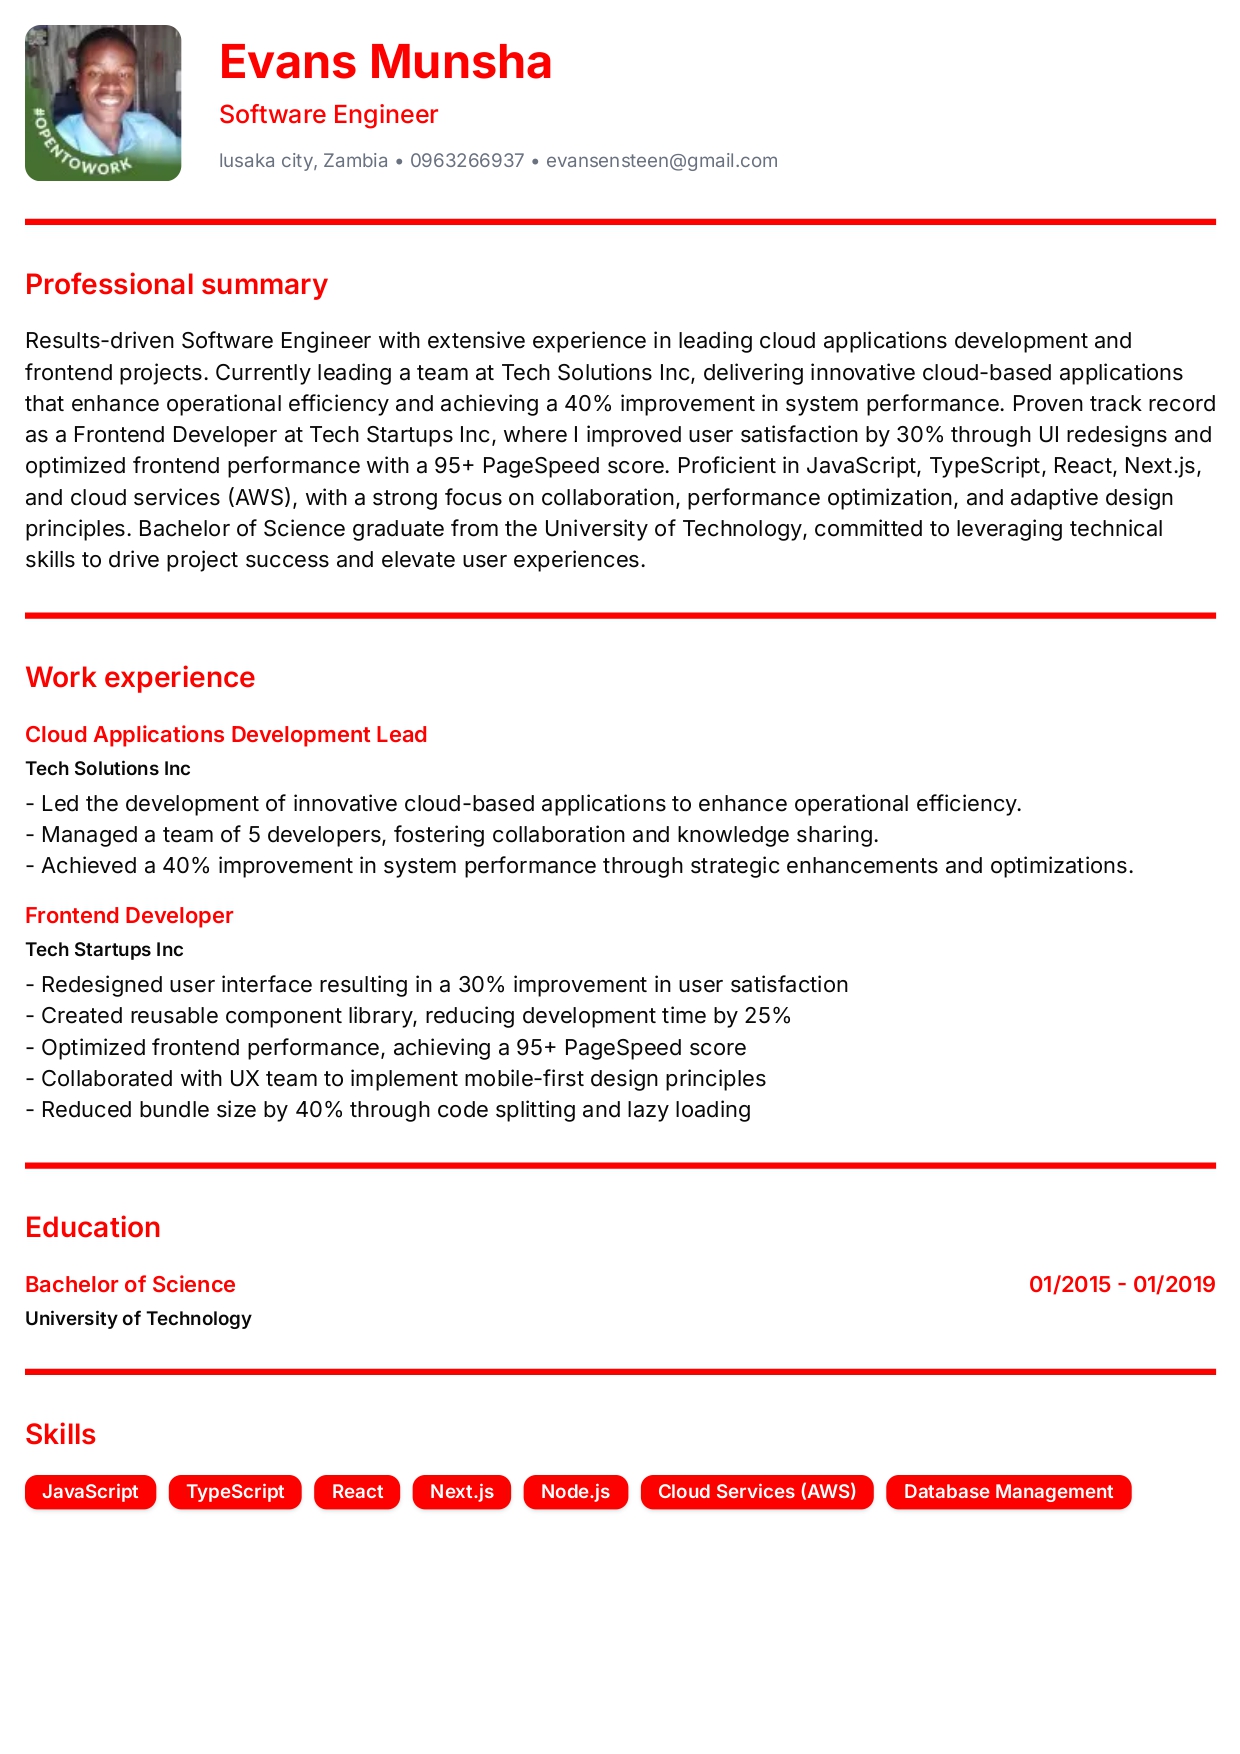 #OPENTOWORK
Evans Munsha
Software Engineer
lusaka city, Zambia • 0963266937 • evansensteen@gmail.com
Professional summary
Results-driven Software Engineer with extensive experience in leading cloud applications development and
frontend projects. Currently leading a team at Tech Solutions Inc, delivering innovative cloud-based applications
that enhance operational efficiency and achieving a 40% improvement in system performance. Proven track record
as a Frontend Developer at Tech Startups Inc, where I improved user satisfaction by 30% through UI redesigns and
optimized frontend performance with a 95+ PageSpeed score. Proficient in JavaScript, TypeScript, React, Next.js,
and cloud services (AWS), with a strong focus on collaboration, performance optimization, and adaptive design
principles. Bachelor of Science graduate from the University of Technology, committed to leveraging technical
skills to drive project success and elevate user experiences.
Work experience
Cloud Applications Development Lead
Tech Solutions Inc
- Led the development of innovative cloud-based applications to enhance operational efficiency.
- Managed a team of 5 developers, fostering collaboration and knowledge sharing.
- Achieved a 40% improvement in system performance through strategic enhancements and optimizations.
Frontend Developer
Tech Startups Inc
- Redesigned user interface resulting in a 30% improvement in user satisfaction
- Created reusable component library, reducing development time by 25%
- Optimized frontend performance, achieving a 95+ PageSpeed score
- Collaborated with UX team to implement mobile-first design principles
- Reduced bundle size by 40% through code splitting and lazy loading
Education
Bachelor of Science 01/2015 - 01/2019
University of Technology
Skills
JavaScript TypeScript React Next.js Node.js Cloud Services (AWS) Database Management